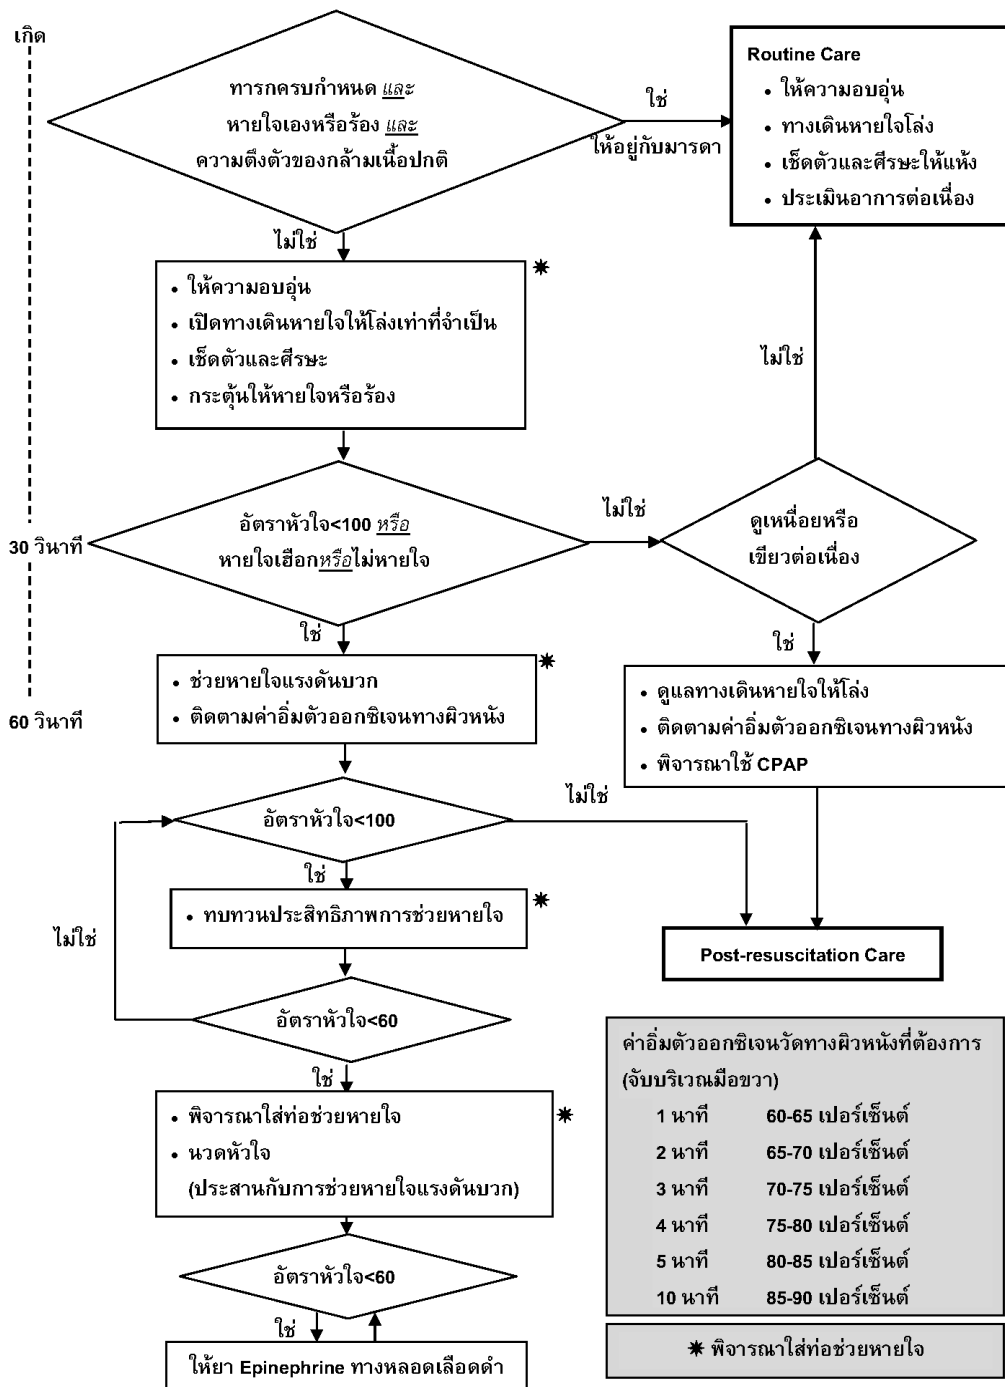 เกิด
ทารกครบกำหนด และ
หายใจเองหรือร้อง และ
ความตึงตัวของกล้ามเนื้อปกติ
ใช่
ให้อยู่กับมารดา
Routine Care
• ให้ความอบอุ่น
• ทางเดินหายใจโล่ง
• เช็ดตัวและศีรษะให้แห้ง
• ประเมินอาการต่อเนื่อง
ไม่ใช่
• ให้ความอบอุ่น
• เปิดทางเดินหายใจให้โล่งเท่าที่จำเป็น
• เช็ดตัวและศีรษะ
• กระตุ้นให้หายใจหรือร้อง
✷
ไม่ใช่
30 วินาที
อัตราหัวใจ<100 หรือ
หายใจเฮือกหรือไม่หายใจ
ไม่ใช่
ดูเหนื่อยหรือ
เขียวต่อเนื่อง
ใช่
ใช่
60 วินาที
• ช่วยหายใจแรงดันบวก
• ติดตามค่าอิ่มตัวออกซิเจนทางผิวหนัง
✷
• ดูแลทางเดินหายใจให้โล่ง
• ติดตามค่าอิ่มตัวออกซิเจนทางผิวหนัง
• พิจารณาใช้ CPAP
อัตราหัวใจ<100
ไม่ใช่
ใช่
• ทบทวนประสิทธิภาพการช่วยหายใจ
✷
ไม่ใช่
Post-resuscitation Care
อัตราหัวใจ<60
ใช่
• พิจารณาใส่ท่อช่วยหายใจ
• นวดหัวใจ
(ประสานกับการช่วยหายใจแรงดันบวก)
✷
อัตราหัวใจ<60
ใช่
ให้ยา Epinephrine ทางหลอดเลือดดำ
ค่าอิ่มตัวออกซิเจนวัดทางผิวหนังที่ต้องการ
(จับบริเวณมือขวา)
1 นาที 60-65 เปอร์เซ็นต์
2 นาที 65-70 เปอร์เซ็นต์
3 นาที 70-75 เปอร์เซ็นต์
4 นาที 75-80 เปอร์เซ็นต์
5 นาที 80-85 เปอร์เซ็นต์
10 นาที 85-90 เปอร์เซ็นต์
✷ พิจารณาใส่ท่อช่วยหายใจ